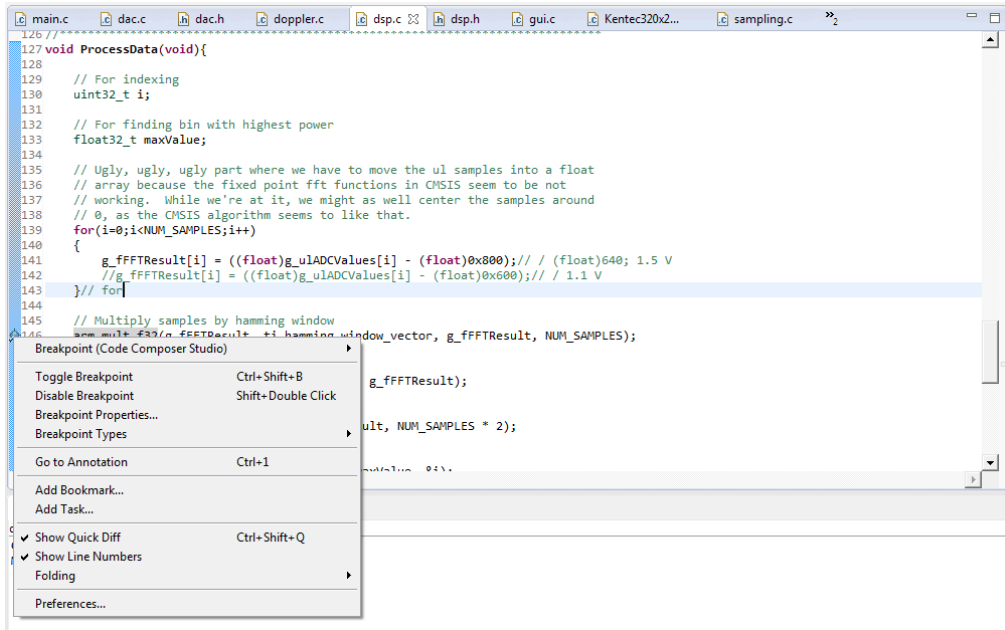 main.c dac.c dac.h doppler.c dsp.c dsp.h gui.c Kentec320x2... sampling.c »2
126 //***********************************************************************************
127 void ProcessData(void){
128
129 // For indexing
130 uint32_t i;
131
132 // For finding bin with highest power
133 float32_t maxValue;
134
135 // Ugly, ugly, ugly part where we have to move the ul samples into a float
136 // array because the fixed point fft functions in CMSIS seem to be not
137 // working.  While we're at it, we might as well center the samples around
138 // 0, as the CMSIS algorithm seems to like that.
139 for(i=0;i<NUM_SAMPLES;i++)
140 {
141 g_fFFTResult[i] = ((float)g_ulADCValues[i] - (float)0x800);// / (float)640; 1.5 V
142 //g_fFFTResult[i] = ((float)g_ulADCValues[i] - (float)0x600);// / 1.1 V
143 }// for
144
145 // Multiply samples by hamming window
146 arm_mult_f32(g_fFFTResult, ti_hamming_window_vector, g_fFFTResult, NUM_SAMPLES);
Breakpoint (Code Composer Studio)
Toggle Breakpoint Ctrl+Shift+B
g_fFFTResult);
Disable Breakpoint Shift+Double Click
Breakpoint Properties...
Breakpoint Types
ult, NUM_SAMPLES * 2);
Go to Annotation Ctrl+1
axValue, &i);
Add Bookmark...
Add Task...
Show Quick Diff Ctrl+Shift+Q
Show Line Numbers
Folding
Preferences...